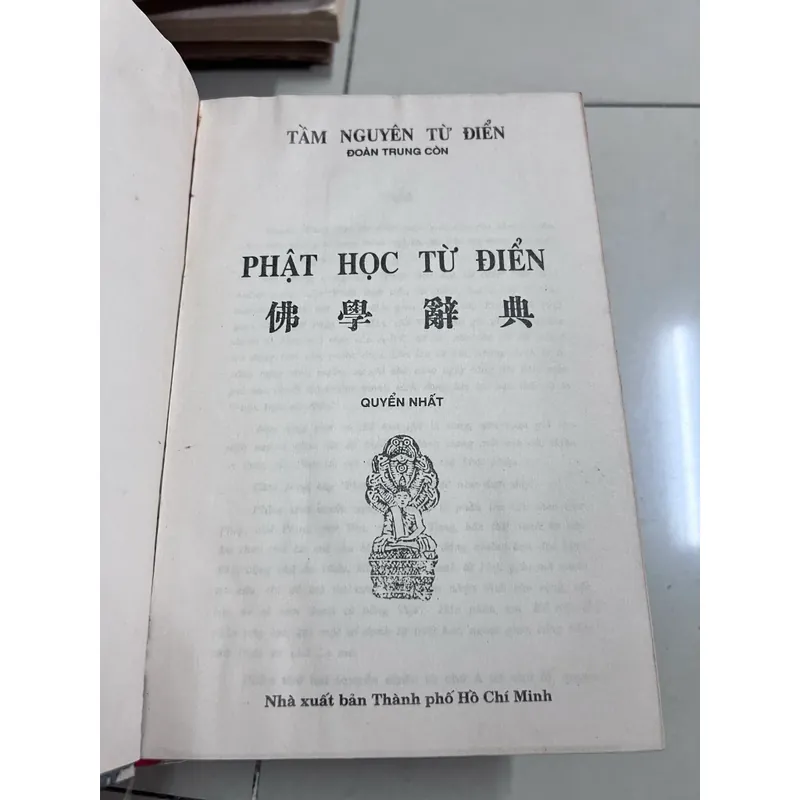 TẦM NGUYÊN TỪ ĐIỂN
ĐOÀN TRUNG CÒN
PHẬT HỌC TỪ ĐIỂN
佛學辭典
QUYỂN NHẤT
Nhà xuất bản Thành phố Hồ Chí Minh